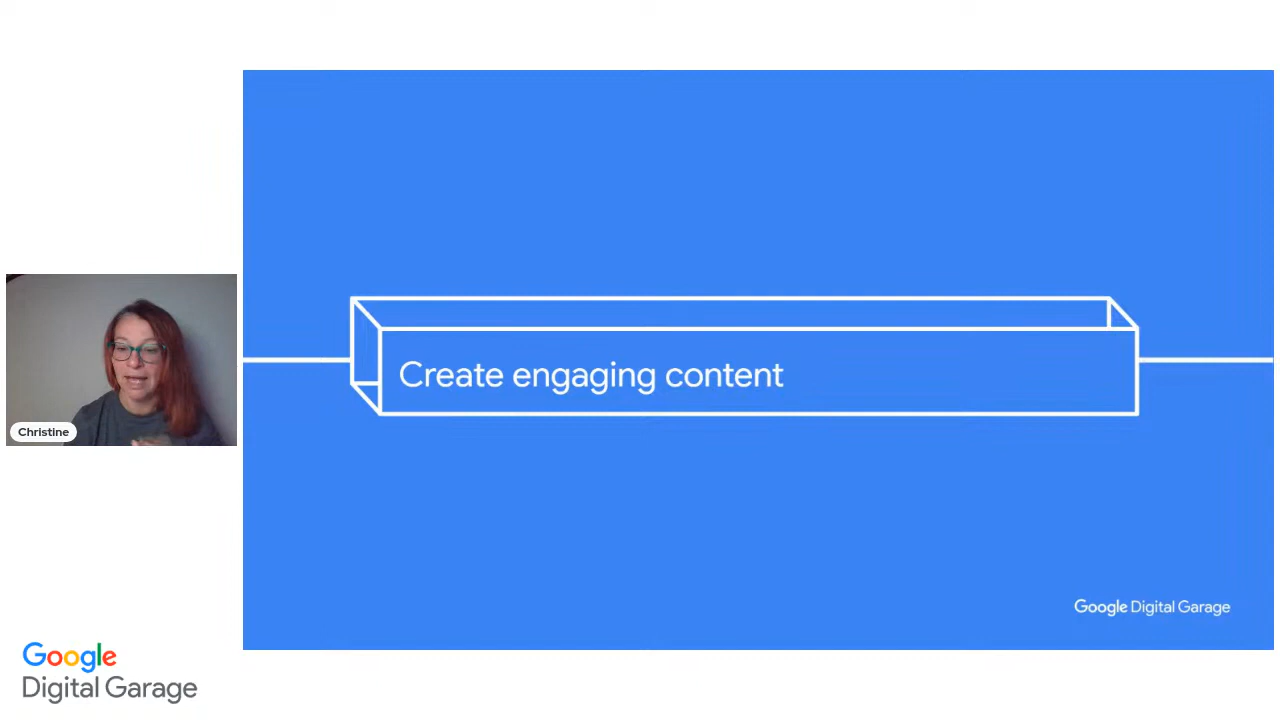 Create engaging content
Christine
Google Digital Garage
Google
Digital Garage